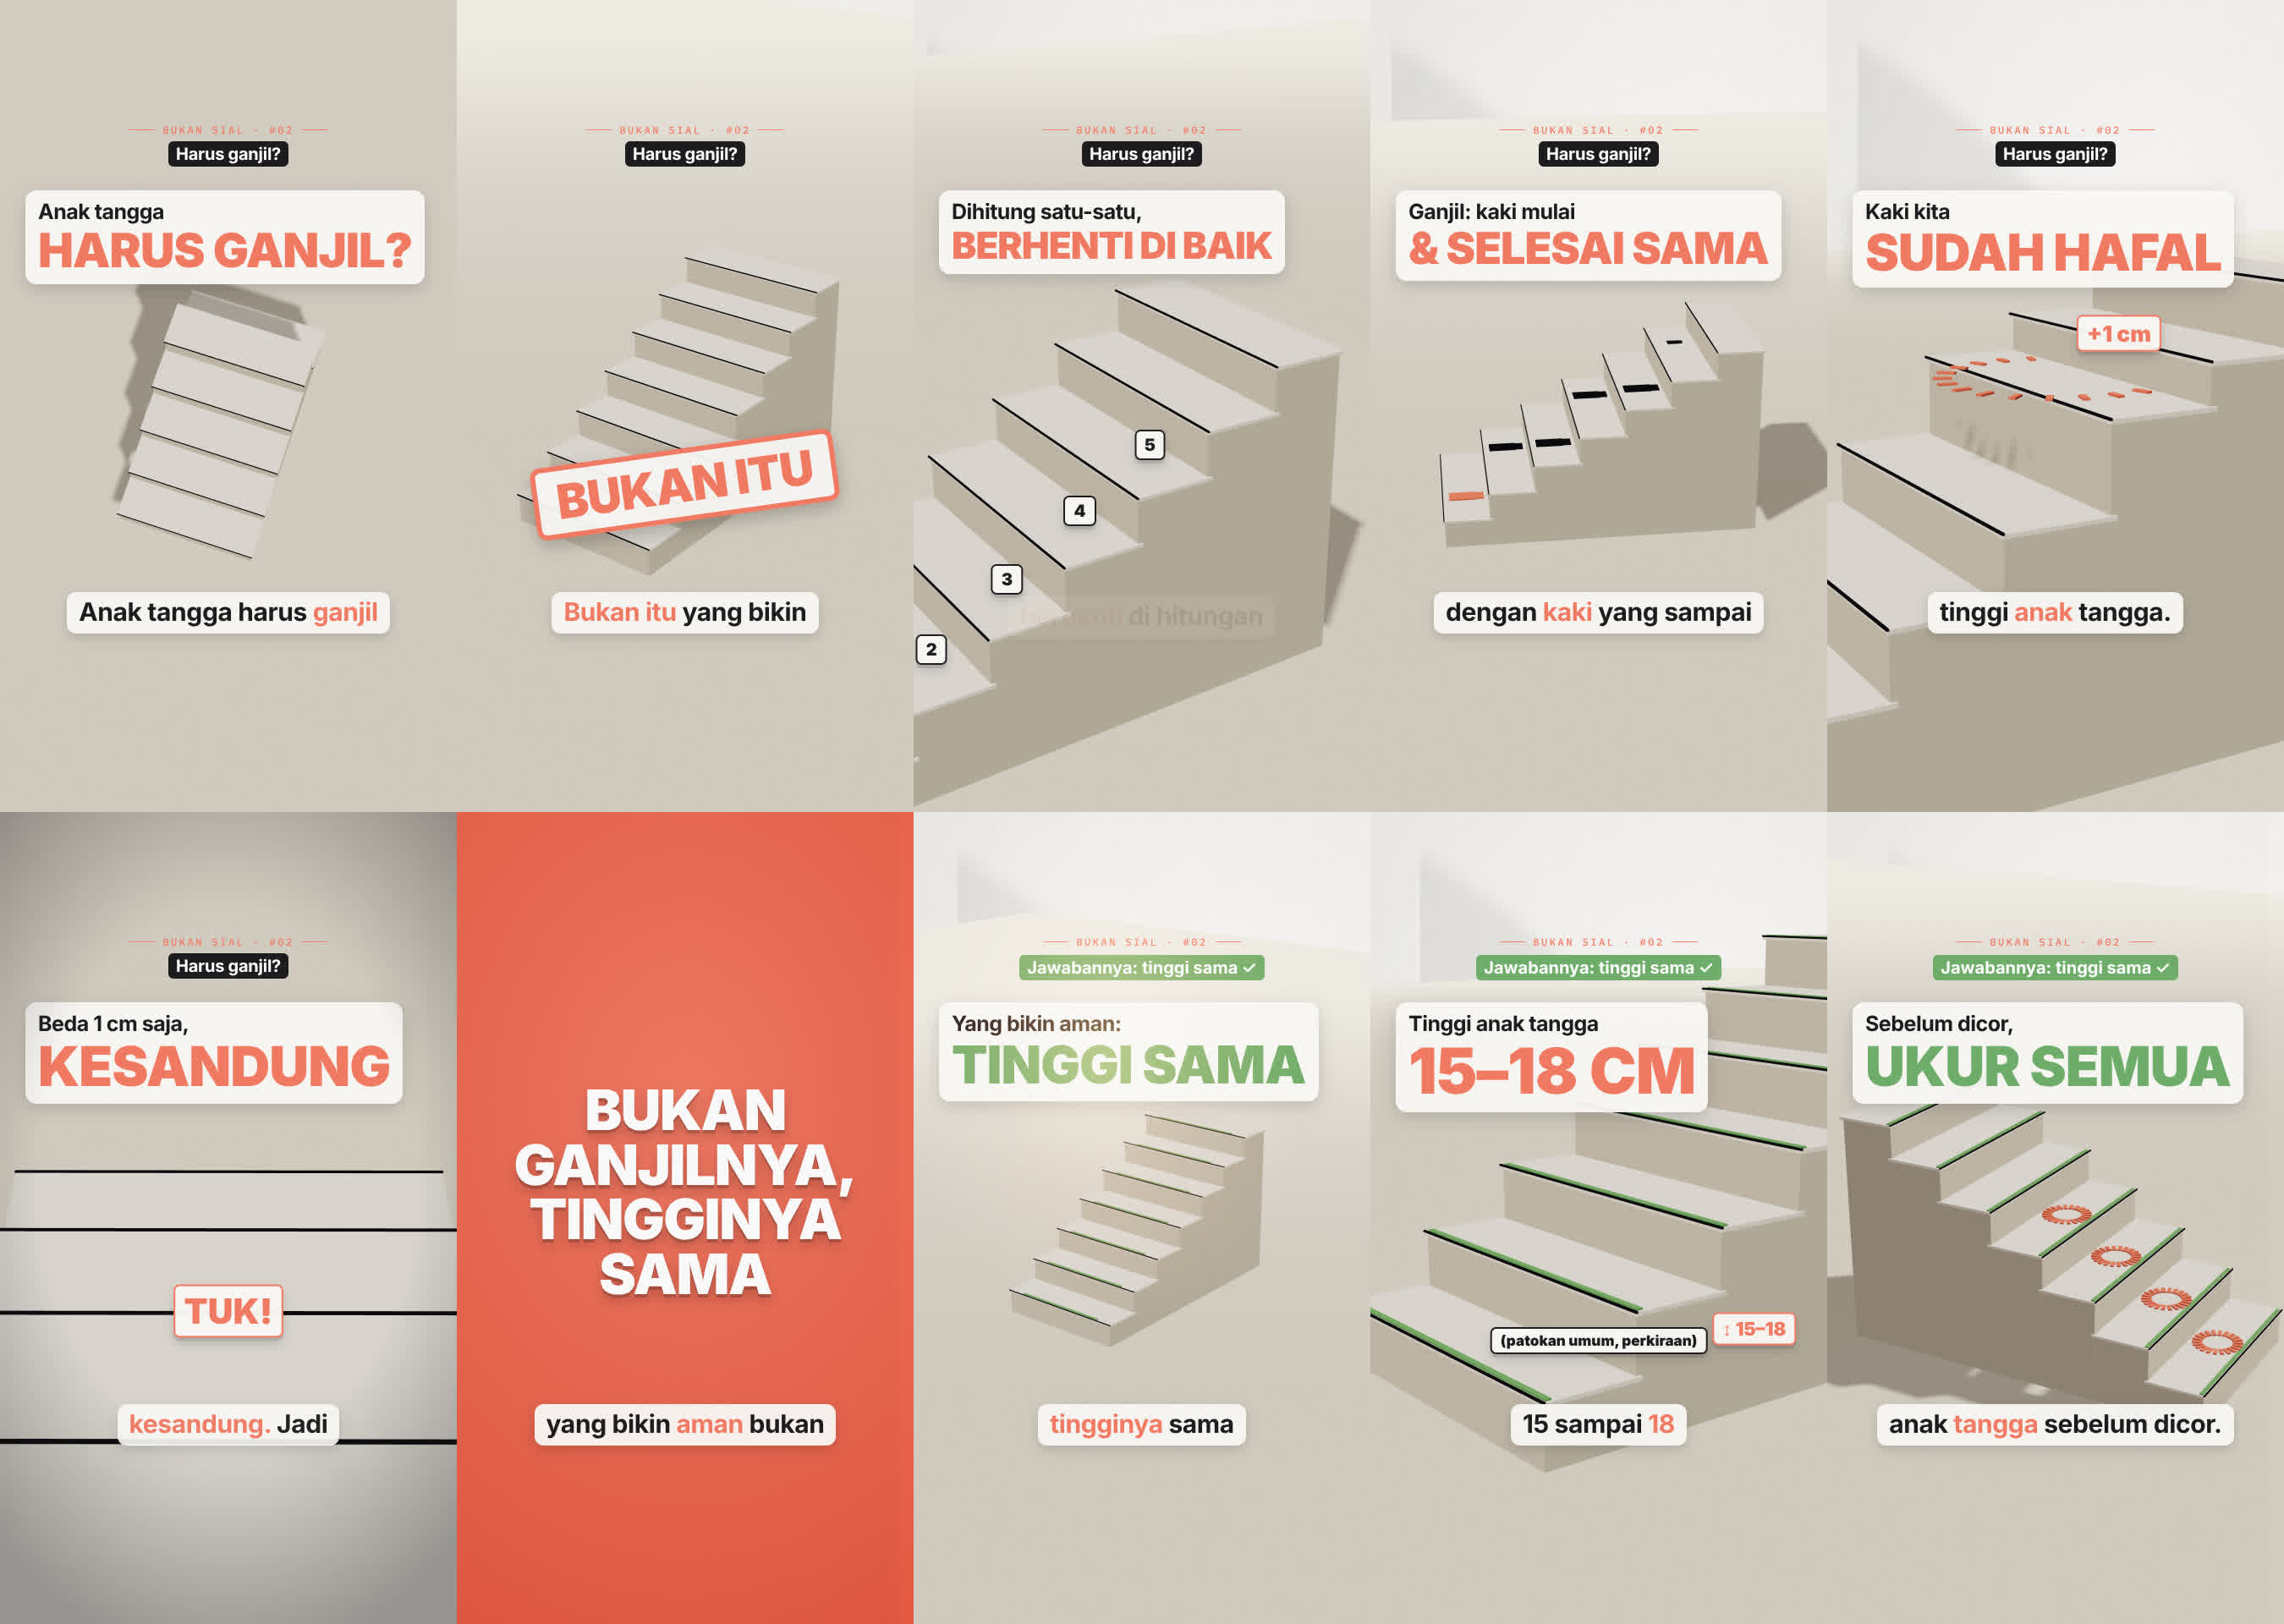 BUKAN SIAL · #02
Harus ganjil?
Anak tangga
HARUS GANJIL?
Anak tangga harus ganjil
BUKAN SIAL · #02
Harus ganjil?
BUKAN ITU
Bukan itu yang bikin
BUKAN SIAL · #02
Harus ganjil?
Dihitung satu-satu,
BERHENTI DI BAIK
5
4
3
2
berhenti di hitungan
BUKAN SIAL · #02
Harus ganjil?
Ganjil: kaki mulai
& SELESAI SAMA
dengan kaki yang sampai
BUKAN SIAL · #02
Harus ganjil?
Kaki kita
SUDAH HAFAL
+1 cm
tinggi anak tangga.
BUKAN SIAL · #02
Harus ganjil?
Beda 1 cm saja,
KESANDUNG
TUK!
kesandung. Jadi
BUKAN
GANJILNYA,
TINGGINYA
SAMA
yang bikin aman bukan
BUKAN SIAL · #02
Jawabannya: tinggi sama ✓
Yang bikin aman:
TINGGI SAMA
tingginya sama
BUKAN SIAL · #02
Jawabannya: tinggi sama ✓
Tinggi anak tangga
15–18 CM
(patokan umum, perkiraan)
↕ 15–18
15 sampai 18
BUKAN SIAL · #02
Jawabannya: tinggi sama ✓
Sebelum dicor,
UKUR SEMUA
anak tangga sebelum dicor.